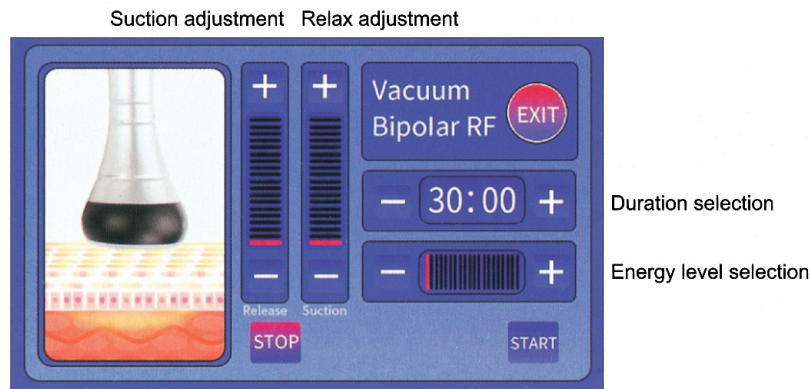 Suction adjustment Relax adjustment
+ +
Vacuum
Bipolar RF
EXIT
− 30:00 + Duration selection
− + Energy level selection
− −
Release Suction
STOP START